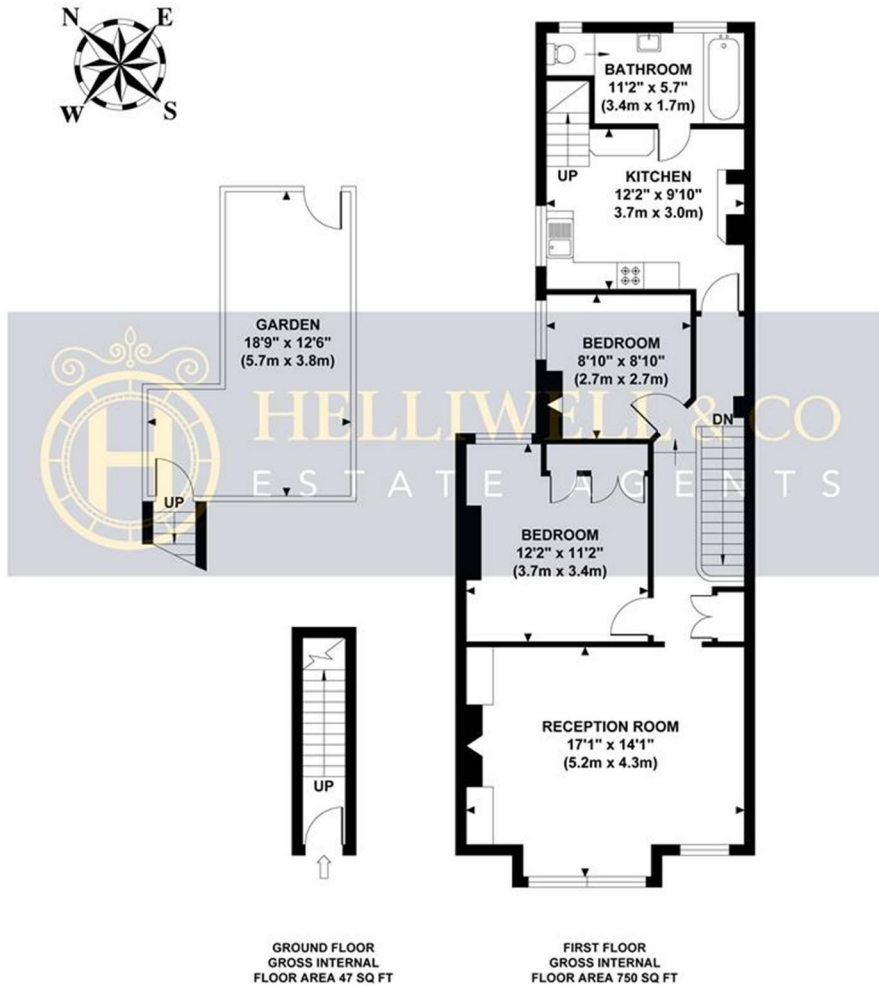 N E
W S
BATHROOM
11'2" x 5.7"
(3.4m x 1.7m)
UP
KITCHEN
12'2" x 9'10"
3.7m x 3.0m)
GARDEN
18'9" x 12'6"
(5.7m x 3.8m)
BEDROOM
8'10" x 8'10"
(2.7m x 2.7m)
DN
HELLIWELL & CO
ESTATE AGENTS
H
UP
BEDROOM
12'2" x 11'2"
(3.7m x 3.4m)
RECEPTION ROOM
17'1" x 14'1"
(5.2m x 4.3m)
UP
GROUND FLOOR
GROSS INTERNAL
FLOOR AREA 47 SQ FT
FIRST FLOOR
GROSS INTERNAL
FLOOR AREA 750 SQ FT